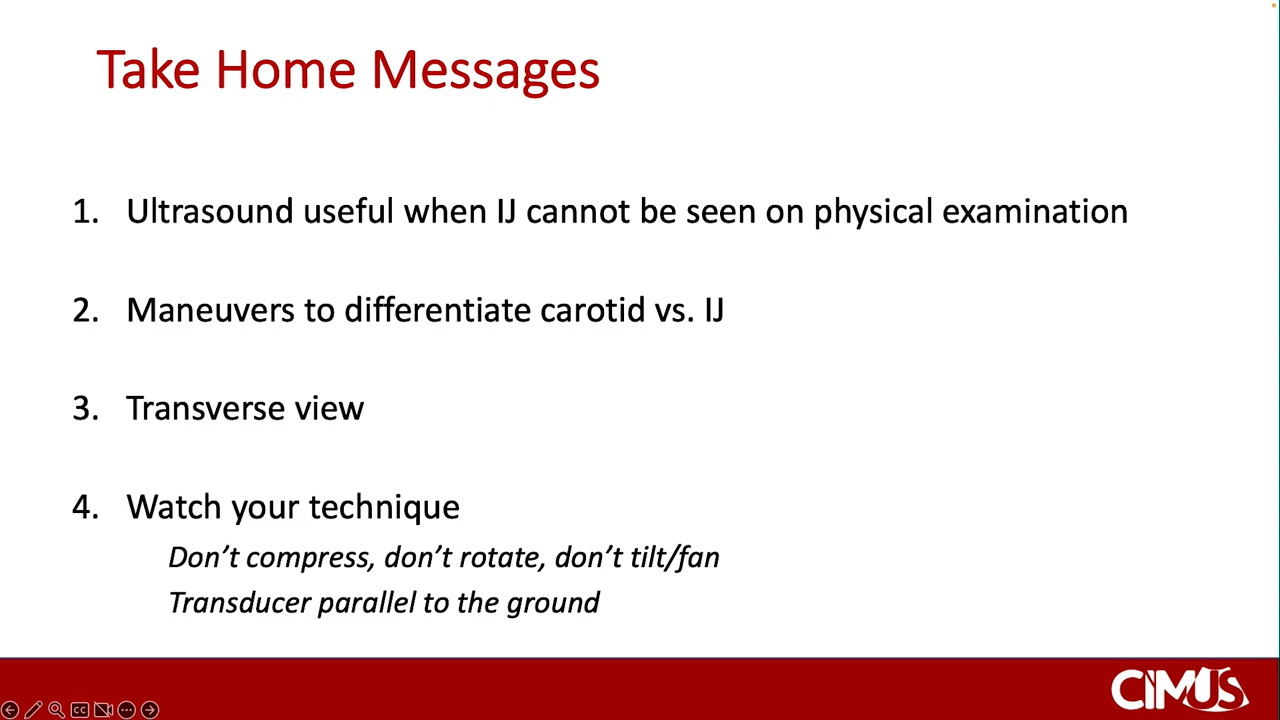 Take Home Messages
1. Ultrasound useful when IJ cannot be seen on physical examination
2. Maneuvers to differentiate carotid vs. IJ
3. Transverse view
4. Watch your technique
Don't compress, don't rotate, don't tilt/fan
Transducer parallel to the ground
CIMUS
CC